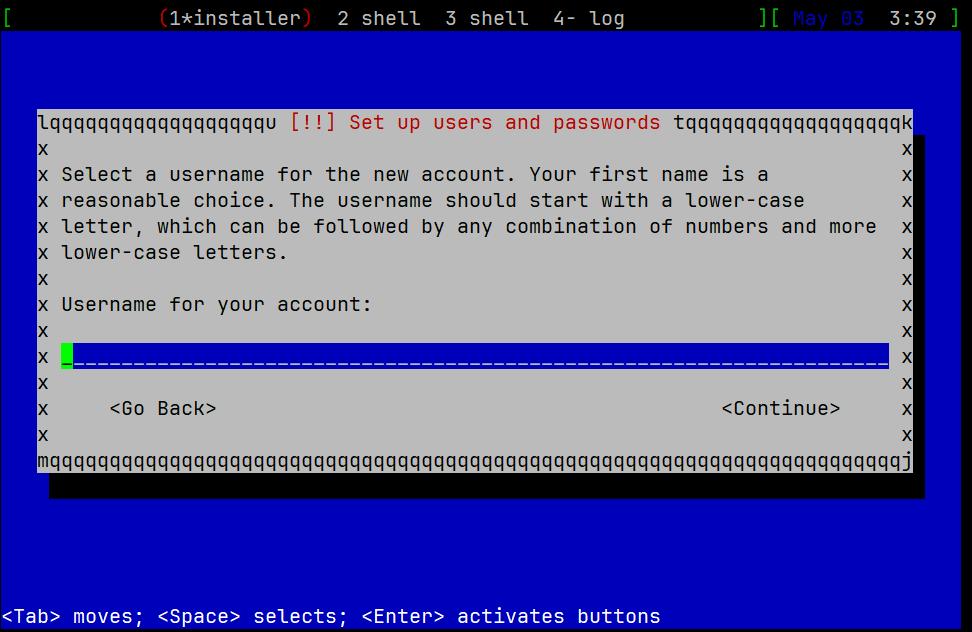 [ (1*installer) 2 shell 3 shell 4- log ][ May 03 3:39 ]
lqqqqqqqqqqqqqqqqqqu [!!] Set up users and passwords tqqqqqqqqqqqqqqqqqqqk
x x
x Select a username for the new account. Your first name is a x
x reasonable choice. The username should start with a lower-case x
x letter, which can be followed by any combination of numbers and more x
x lower-case letters. x
x x
x Username for your account: x
x x
x _____________________________________________________________________ x
x x
x <Go Back> <Continue> x
x x
mqqqqqqqqqqqqqqqqqqqqqqqqqqqqqqqqqqqqqqqqqqqqqqqqqqqqqqqqqqqqqqqqqqqqqqqj
<Tab> moves; <Space> selects; <Enter> activates buttons